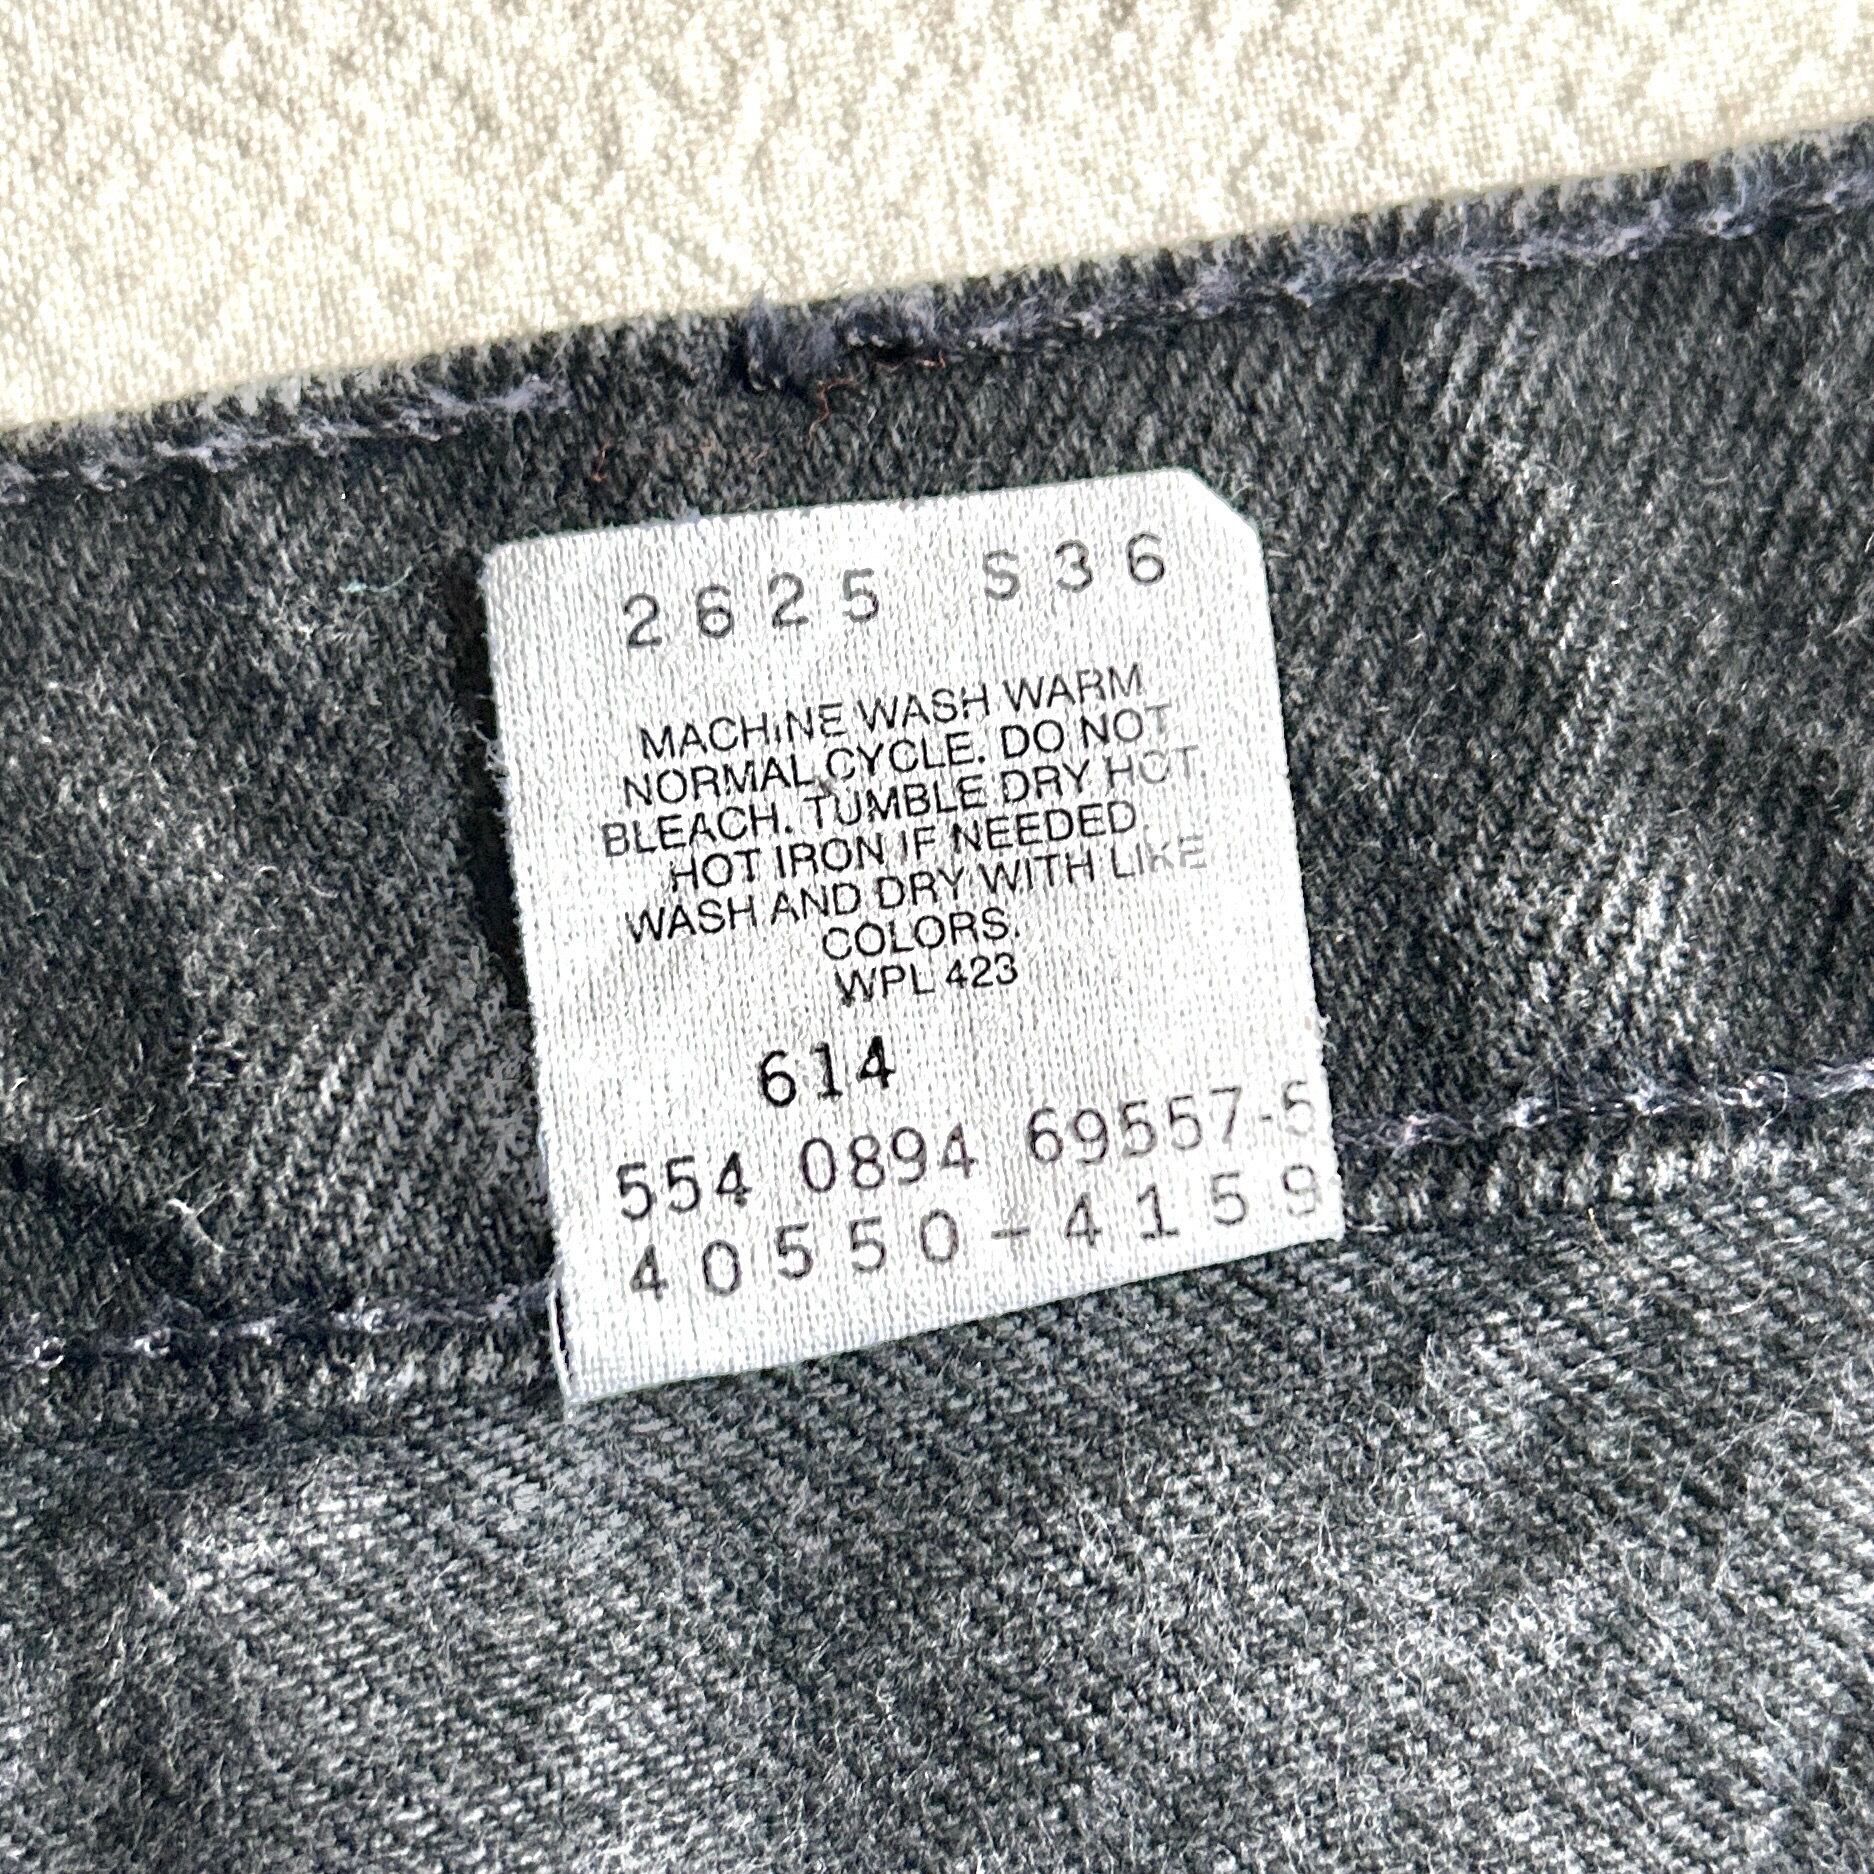 2625 S36
MACHINE WASH WARM
NORMAL CYCLE. DO NOT
BLEACH. TUMBLE DRY HOT.
HOT IRON IF NEEDED
WASH AND DRY WITH LIKE
COLORS.
WPL 423
614
554 0894 69557-5
40550-4159